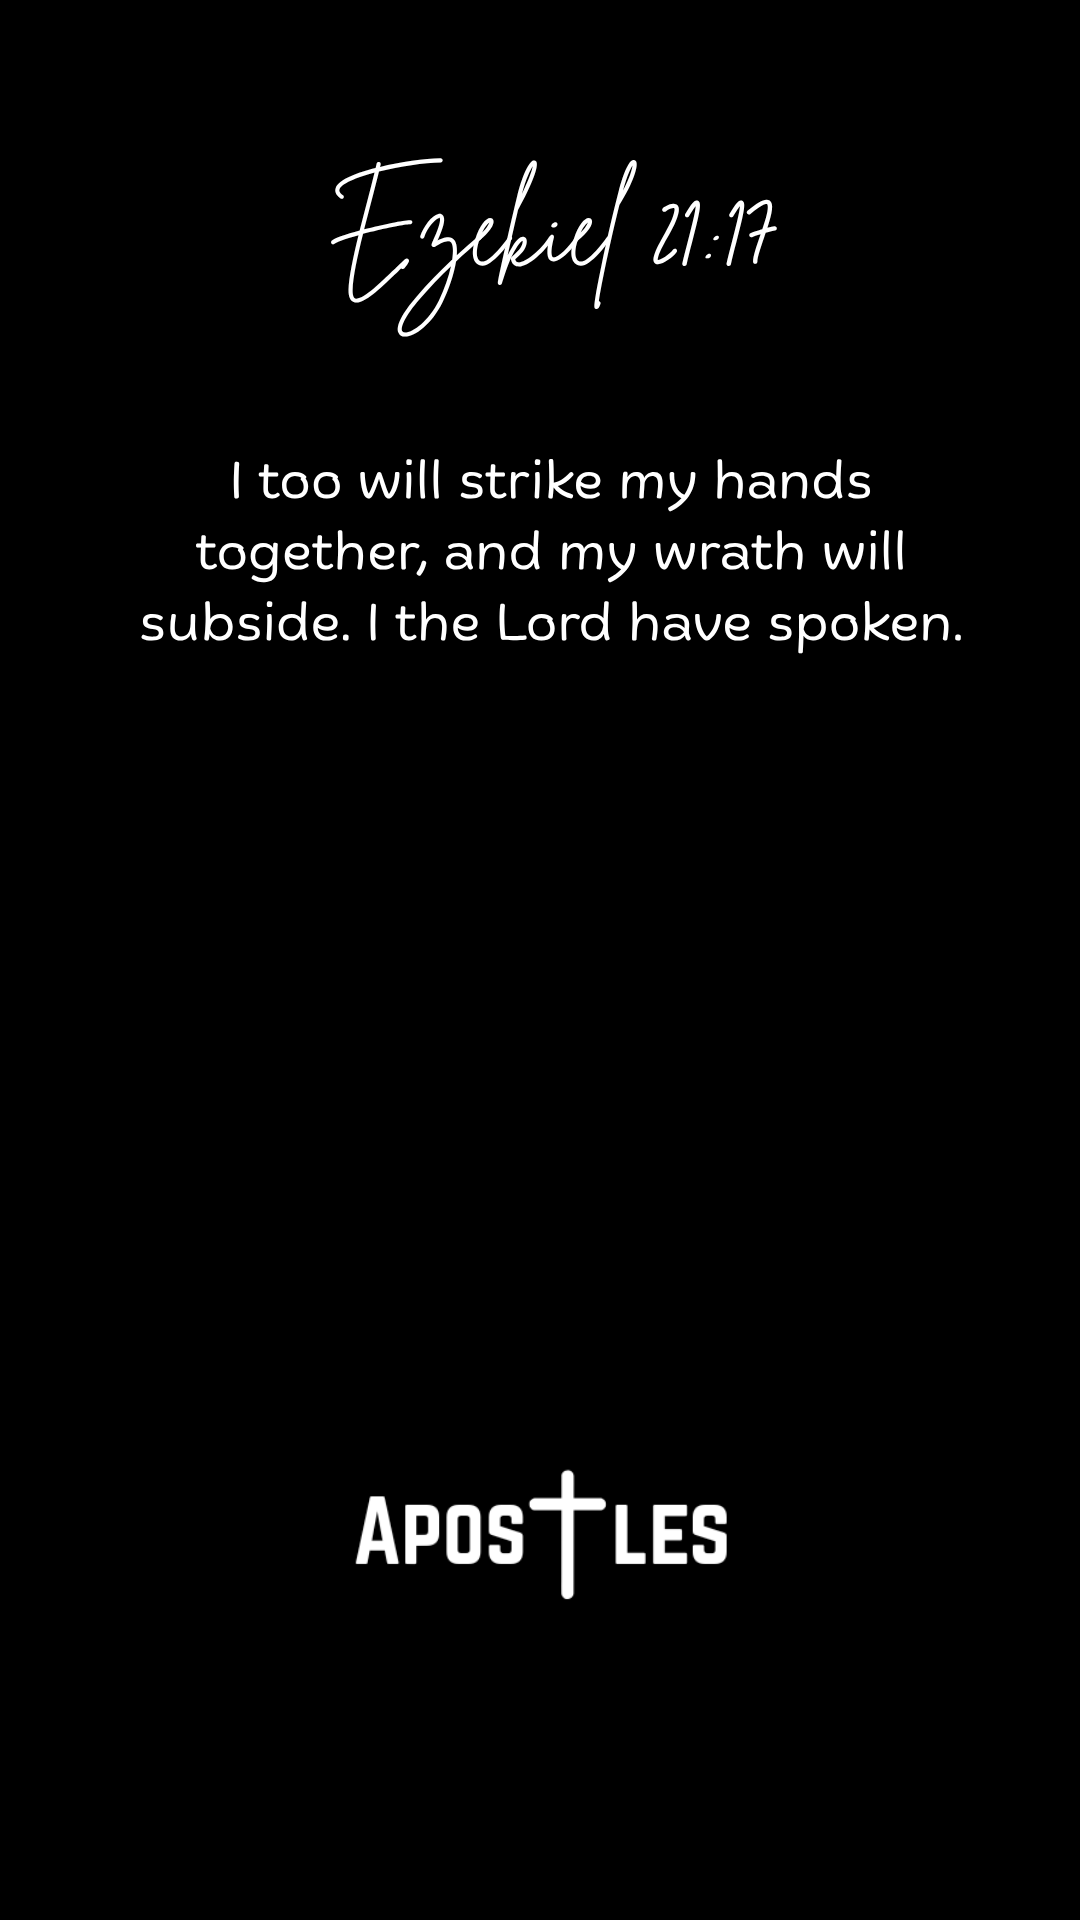 Ezekiel 21:17
I too will strike my hands
together, and my wrath will
subside. I the Lord have spoken.
Apostles